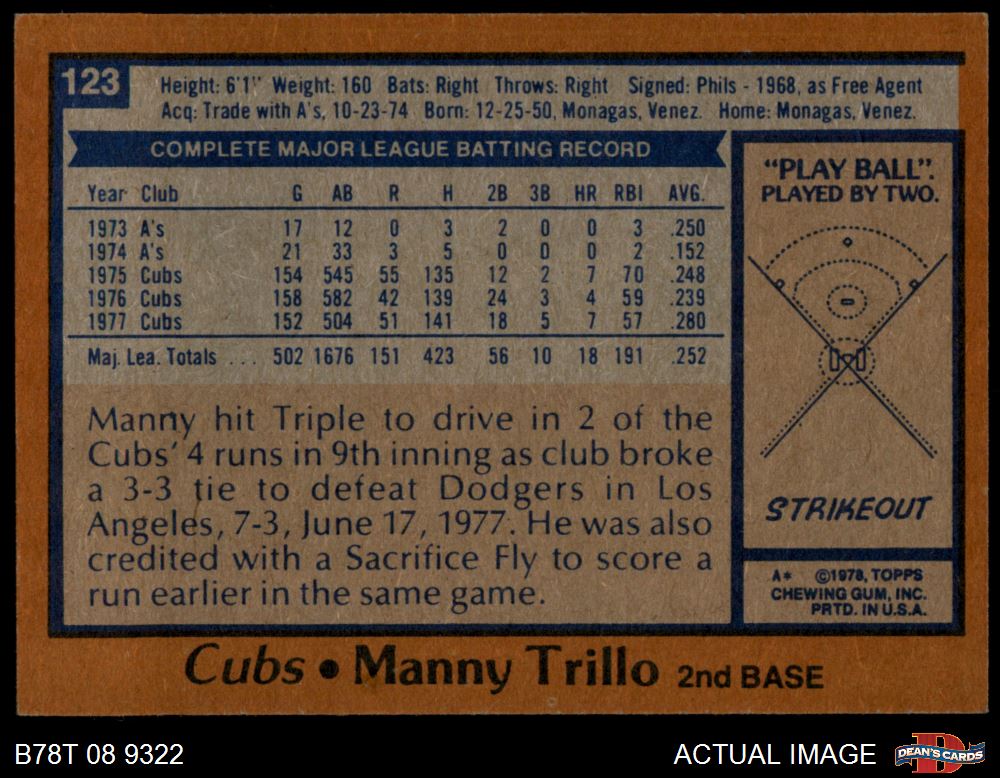 123
Height: 6'1" Weight: 160 Bats: Right Throws: Right Signed: Phils - 1968, as Free Agent
Acq: Trade with A's, 10-23-74 Born: 12-25-50, Monagas, Venez. Home: Monagas, Venez.
COMPLETE MAJOR LEAGUE BATTING RECORD
Year Club G AB R H 2B 3B HR RBI AVG.
1973 A's 17 12 0 3 2 0 0 3 .250
1974 A's 21 33 3 5 0 0 0 2 .152
1975 Cubs 154 545 55 135 12 2 7 70 .248
1976 Cubs 158 582 42 139 24 3 4 59 .239
1977 Cubs 152 504 51 141 18 5 7 57 .280
Maj. Lea. Totals ... 502 1676 151 423 56 10 18 191 .252
Manny hit Triple to drive in 2 of the
Cubs' 4 runs in 9th inning as club broke
a 3-3 tie to defeat Dodgers in Los
Angeles, 7-3, June 17, 1977. He was also
credited with a Sacrifice Fly to score a
run earlier in the same game.
"PLAY BALL".
PLAYED BY TWO.
STRIKEOUT
A* ©1978, TOPPS
CHEWING GUM, INC.
PRTD. IN U.S.A.
Cubs • Manny Trillo 2nd BASE
B78T 08 9322
ACTUAL IMAGE
DEAN'S CARDS